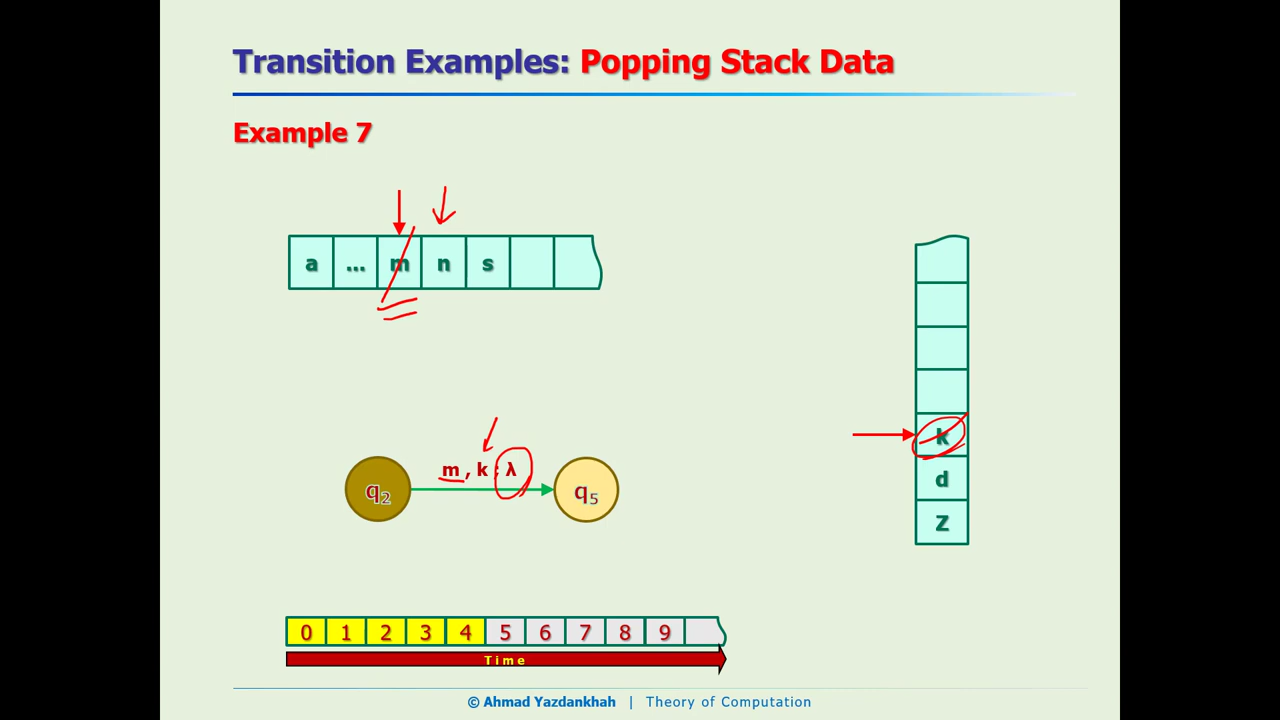 Transition Examples: Popping Stack Data
Example 7
a ... m n s
k
d
Z
m , k ; λ
q2 q5
0 1 2 3 4 5 6 7 8 9
Time
© Ahmad Yazdankhah | Theory of Computation